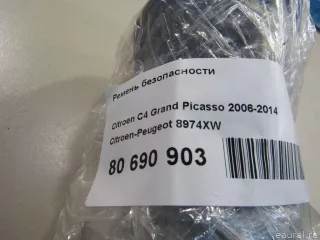 Ремень безопасности
Citroen C4 Grand Picasso 2006-2014
Citroen-Peugeot 8974XW
80 690 903